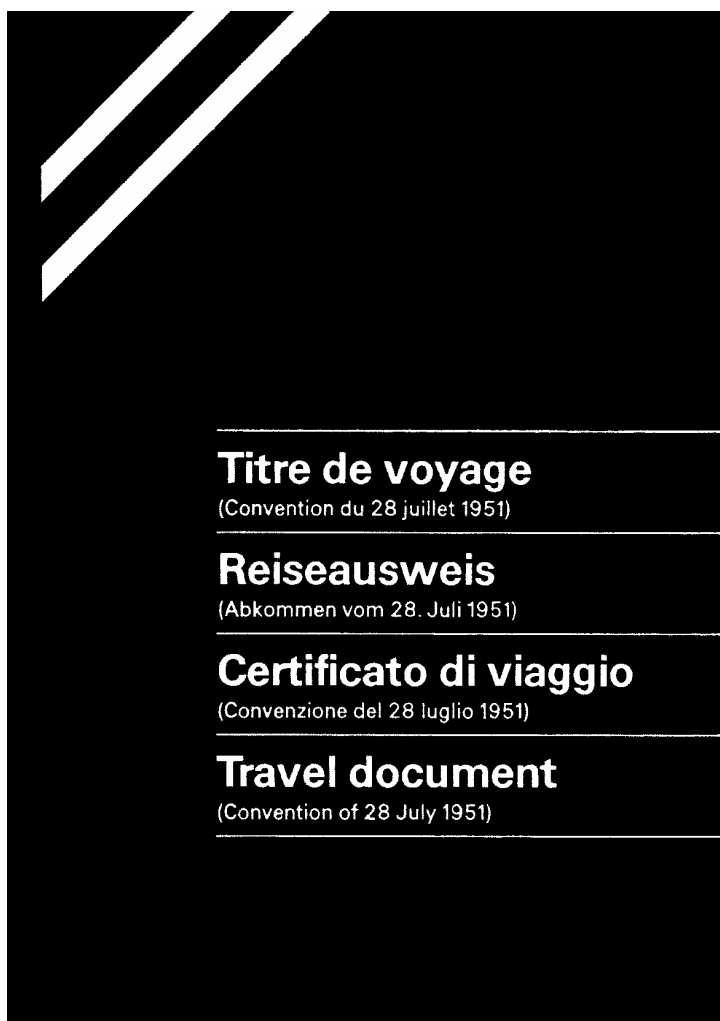 Titre de voyage
(Convention du 28 juillet 1951)
Reiseausweis
(Abkommen vom 28. Juli 1951)
Certificato di viaggio
(Convenzione del 28 luglio 1951)
Travel document
(Convention of 28 July 1951)